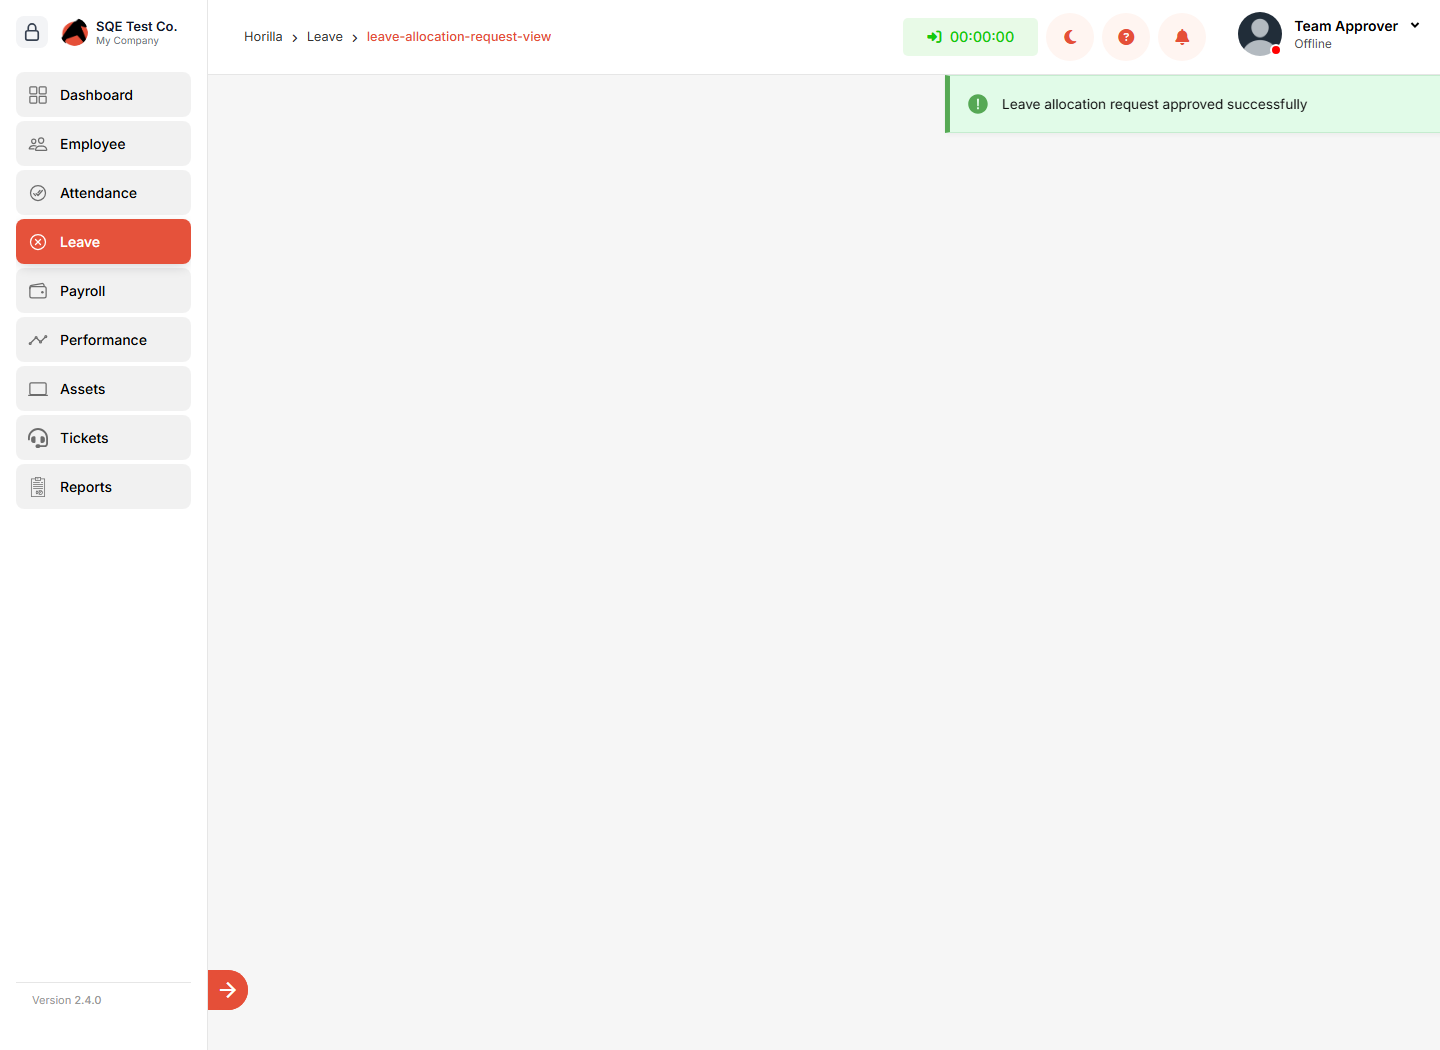 SQE Test Co.
My Company
Horilla > Leave > leave-allocation-request-view
00:00:00
Team Approver
Offline
Leave allocation request approved successfully
Dashboard
Employee
Attendance
Leave
Payroll
Performance
Assets
Tickets
Reports
Version 2.4.0